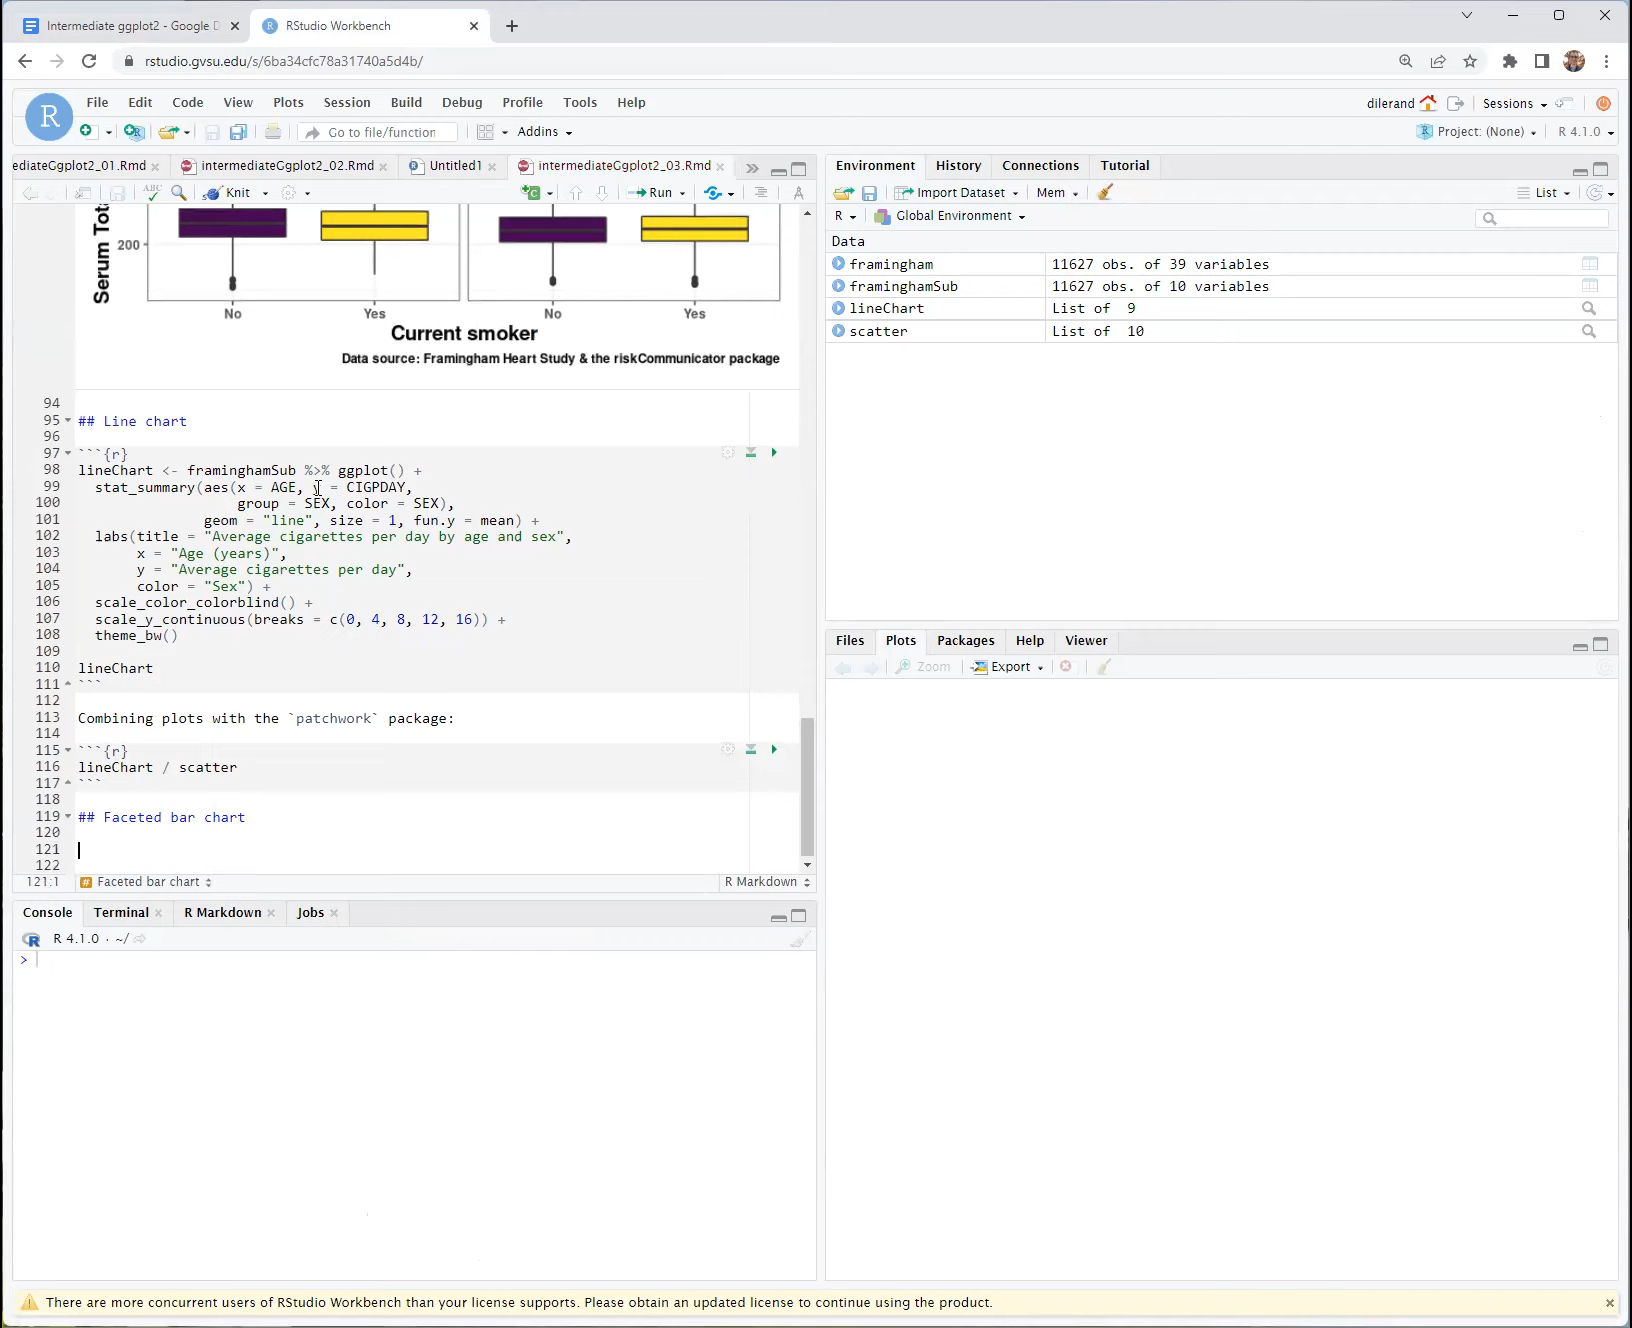 Intermediate ggplot2 - Google D
RStudio Workbench
rstudio.gvsu.edu/s/6ba34cfc78a31740a5d4b/
R
File Edit Code View Plots Session Build Debug Profile Tools Help
dilerand
Sessions
Go to file/function
Addins
Project: (None)
R 4.1.0
ediateGgplot2_01.Rmd
intermediateGgplot2_02.Rmd
Untitled1
intermediateGgplot2_03.Rmd
ABC
Knit
Run
Serum Tot
200
No
Yes
No
Yes
Current smoker
Data source: Framingham Heart Study & the riskCommunicator package
94
95 ## Line chart
96
97 ```{r}
98 lineChart <- framinghamSub %>% ggplot() +
99 stat_summary(aes(x = AGE, y = CIGPDAY,
100 group = SEX, color = SEX),
101 geom = "line", size = 1, fun.y = mean) +
102 labs(title = "Average cigarettes per day by age and sex",
103 x = "Age (years)",
104 y = "Average cigarettes per day",
105 color = "Sex") +
106 scale_color_colorblind() +
107 scale_y_continuous(breaks = c(0, 4, 8, 12, 16)) +
108 theme_bw()
109
110 lineChart
111 ```
112
113 Combining plots with the `patchwork` package:
114
115 ```{r}
116 lineChart / scatter
117 ```
118
119 ## Faceted bar chart
120
121
122
121:1
# Faceted bar chart
R Markdown
Console
Terminal
R Markdown
Jobs
R 4.1.0 · ~/
>
Environment
History
Connections
Tutorial
Import Dataset
Mem
List
R
Global Environment
Data
framingham 11627 obs. of 39 variables
framinghamSub 11627 obs. of 10 variables
lineChart List of 9
scatter List of 10
Files
Plots
Packages
Help
Viewer
Zoom
Export
There are more concurrent users of RStudio Workbench than your license supports. Please obtain an updated license to continue using the product.